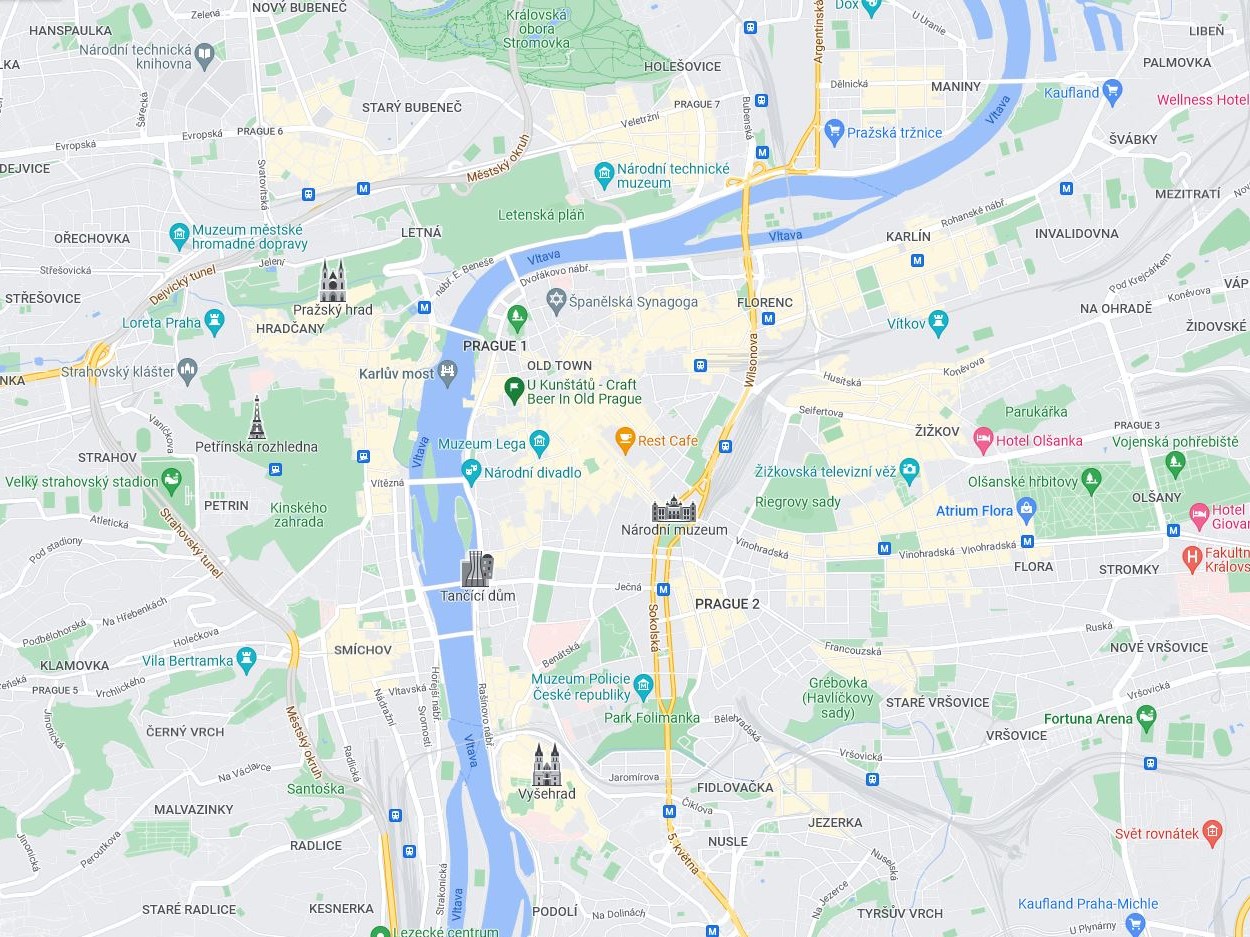 NOVÝ BUBENEČ
Zelená
HANSPAULKA
Národní technická
knihovna
LKA
Královská
obora
Stromovka
Dox
U Uranie
Argentinská
LIBEŇ
PALMOVKA
HOLEŠOVICE
Dělnická
MANINY
Kaufland
Wellness Hotel
Šárecká
STARÝ BUBENEČ
PRAGUE 7
Veletržní
Bubenská
Vltava
Evropská
PRAGUE 6
Evropská
Pražská tržnice
ŠVÁBKY
DEJVICE
Svatovítská
Městský okruh
M
Národní technické
muzeum
M
M
MEZITRATÍ
Letenská pláň
Rohanské nábř.
OŘECHOVKA
Muzeum městské
hromadné dopravy
LETNÁ
Vltava
KARLÍN
INVALIDOVNA
Vltava
M
Střešovická
Jelení
nábř. E. Beneše
Dvořákovo nábř.
Pod Krejcárkem
Dejvický tunel
STŘEŠOVICE
Pražský hrad
M
Španělská Synagoga
FLORENC
M
Koněvova
VÁP
NA OHRADĚ
Loreta Praha
HRADČANY
Vítkov
ŽIDOVSKÉ
PRAGUE 1
OLD TOWN
Wilsonova
NKA
Strahovský klášter
Karlův most
Husitská
Koněvova
U Kunštátů - Craft
Beer In Old Prague
Seifertova
Parukářka
Vaníčkova
PRAGUE 3
Petřínská rozhledna
Vltava
Muzeum Lega
Rest Cafe
ŽIŽKOV
Hotel Olšanka
Vojenská pohřebiště
STRAHOV
Národní divadlo
Žižkovská televizní věž
Velký strahovský stadion
Vítězná
Olšanské hřbitovy
OLŠANY
PETRIN
Kinského
zahrada
Riegrovy sady
Atrium Flora
Hotel
Giovan
Atletická
Národní muzeum
M
Strahovský tunel
Pod stadiony
Vinohradská
M
Vinohradská
Vinohradská
M
Fakultn
Královs
FLORA
STROMKY
Tančící dům
Ječná
M
PRAGUE 2
Na Hřebenkách
Podbělohorská
Holečkova
Sokolská
Ruská
SMÍCHOV
Benátská
Francouzská
NOVÉ VRŠOVICE
KLAMOVKA
Vila Bertramka
PRAGUE 5
Vrchlického
Vltavská
Nádražní
Hořejší nábř.
Svornosti
Rašínovo nábř.
Muzeum Policie
České republiky
Grébovka
(Havlíčkovy
sady)
Vršovická
STARÉ VRŠOVICE
Jinonická
Městský okruh
Park Folimanka
Bělehradská
Fortuna Arena
ČERNÝ VRCH
Vltava
VRŠOVICE
Radlická
Vršovická
Na Václavce
Jaromírova
Santoška
Vyšehrad
FIDLOVAČKA
MALVAZINKY
M
Čiklova
JEZERKA
Jinonická
Peroutkova
RADLICE
5. května
NUSLE
Svět rovnátek
Nuselská
Strakonická
Vltava
Na Jezerce
STARÉ RADLICE
KESNERKA
PODOLÍ
Na Dolinách
TYRŠŮV VRCH
Kaufland Praha-Michle
U Plynárny
M
Lezecké centrum